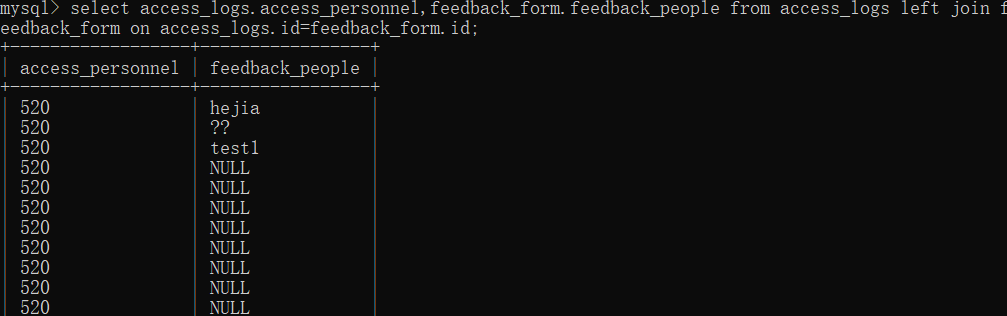 mysql> select access_logs.access_personnel,feedback_form.feedback_people from access_logs left join f
eedback_form on access_logs.id=feedback_form.id;
+------------------+-----------------+
| access_personnel | feedback_people |
+------------------+-----------------+
| 520 | hejia |
| 520 | ?? |
| 520 | test1 |
| 520 | NULL |
| 520 | NULL |
| 520 | NULL |
| 520 | NULL |
| 520 | NULL |
| 520 | NULL |
| 520 | NULL |
| 520 | NULL |